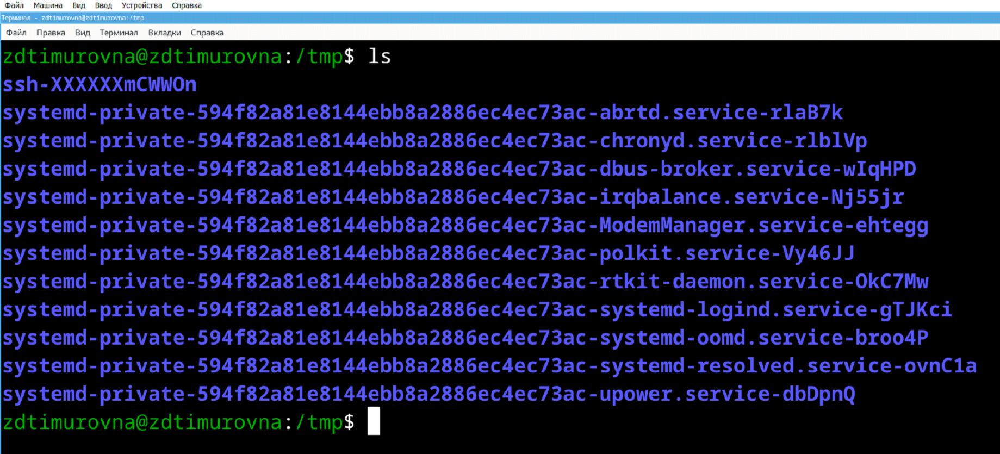 Файл Машина Вид Ввод Устройства Справка
Терминал - zdtimurovna@zdtimurovna:/tmp
Файл Правка Вид Терминал Вкладки Справка
zdtimurovna@zdtimurovna:/tmp$ ls
ssh-XXXXXXmCWWOn
systemd-private-594f82a81e8144ebb8a2886ec4ec73ac-abrtd.service-rlaB7k
systemd-private-594f82a81e8144ebb8a2886ec4ec73ac-chronyd.service-rlblVp
systemd-private-594f82a81e8144ebb8a2886ec4ec73ac-dbus-broker.service-wIqHPD
systemd-private-594f82a81e8144ebb8a2886ec4ec73ac-irqbalance.service-Nj55jr
systemd-private-594f82a81e8144ebb8a2886ec4ec73ac-ModemManager.service-ehtegg
systemd-private-594f82a81e8144ebb8a2886ec4ec73ac-polkit.service-Vy46JJ
systemd-private-594f82a81e8144ebb8a2886ec4ec73ac-rtkit-daemon.service-OkC7Mw
systemd-private-594f82a81e8144ebb8a2886ec4ec73ac-systemd-logind.service-gTJKci
systemd-private-594f82a81e8144ebb8a2886ec4ec73ac-systemd-oomd.service-broo4P
systemd-private-594f82a81e8144ebb8a2886ec4ec73ac-systemd-resolved.service-ovnC1a
systemd-private-594f82a81e8144ebb8a2886ec4ec73ac-upower.service-dbDpnQ
zdtimurovna@zdtimurovna:/tmp$